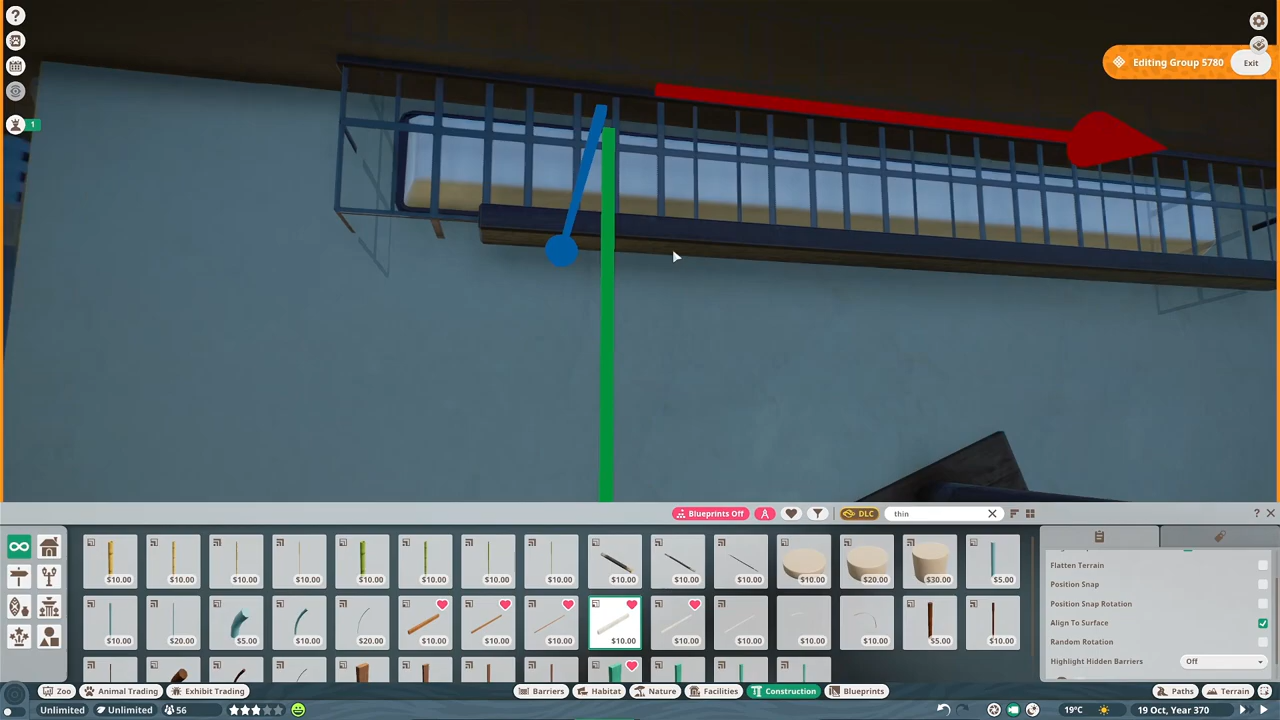 ?
Editing Group 5780
Exit
1
Blueprints Off
DLC
thin
?
$10.00 $10.00 $10.00 $10.00 $10.00 $10.00 $10.00 $10.00 $10.00 $10.00 $10.00 $10.00 $20.00 $30.00 $5.00
$10.00 $20.00 $5.00 $10.00 $20.00 $10.00 $10.00 $10.00 $10.00 $10.00 $10.00 $10.00 $10.00 $5.00 $10.00
Flatten Terrain
Position Snap
Position Snap Rotation
Align To Surface
Random Rotation
Highlight Hidden Barriers Off
Zoo Animal Trading Exhibit Trading Barriers Habitat Nature Facilities Construction Blueprints Paths Terrain
Unlimited Unlimited 56 19°C 19 Oct, Year 370